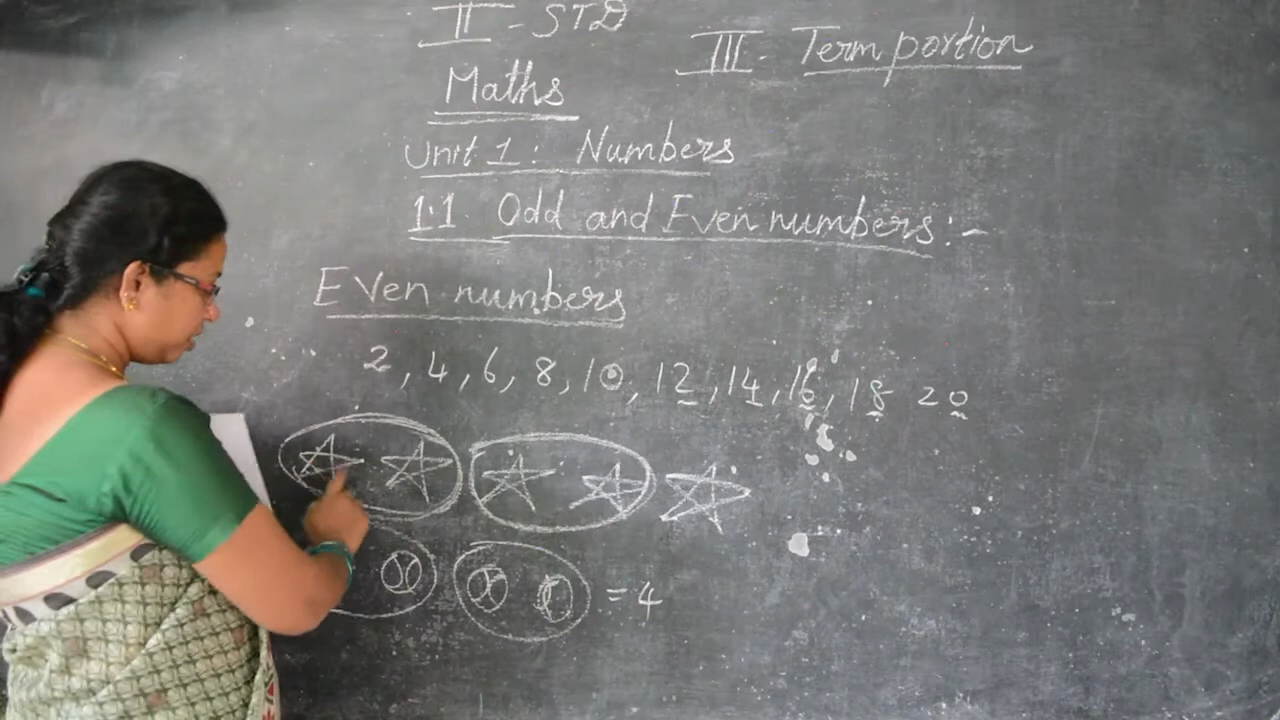 II - STD
III - Term portion
Maths
Unit 1: Numbers
1.1 Odd and Even numbers:-
Even numbers
2, 4, 6, 8, 10, 12, 14, 16, 18 20
= 4